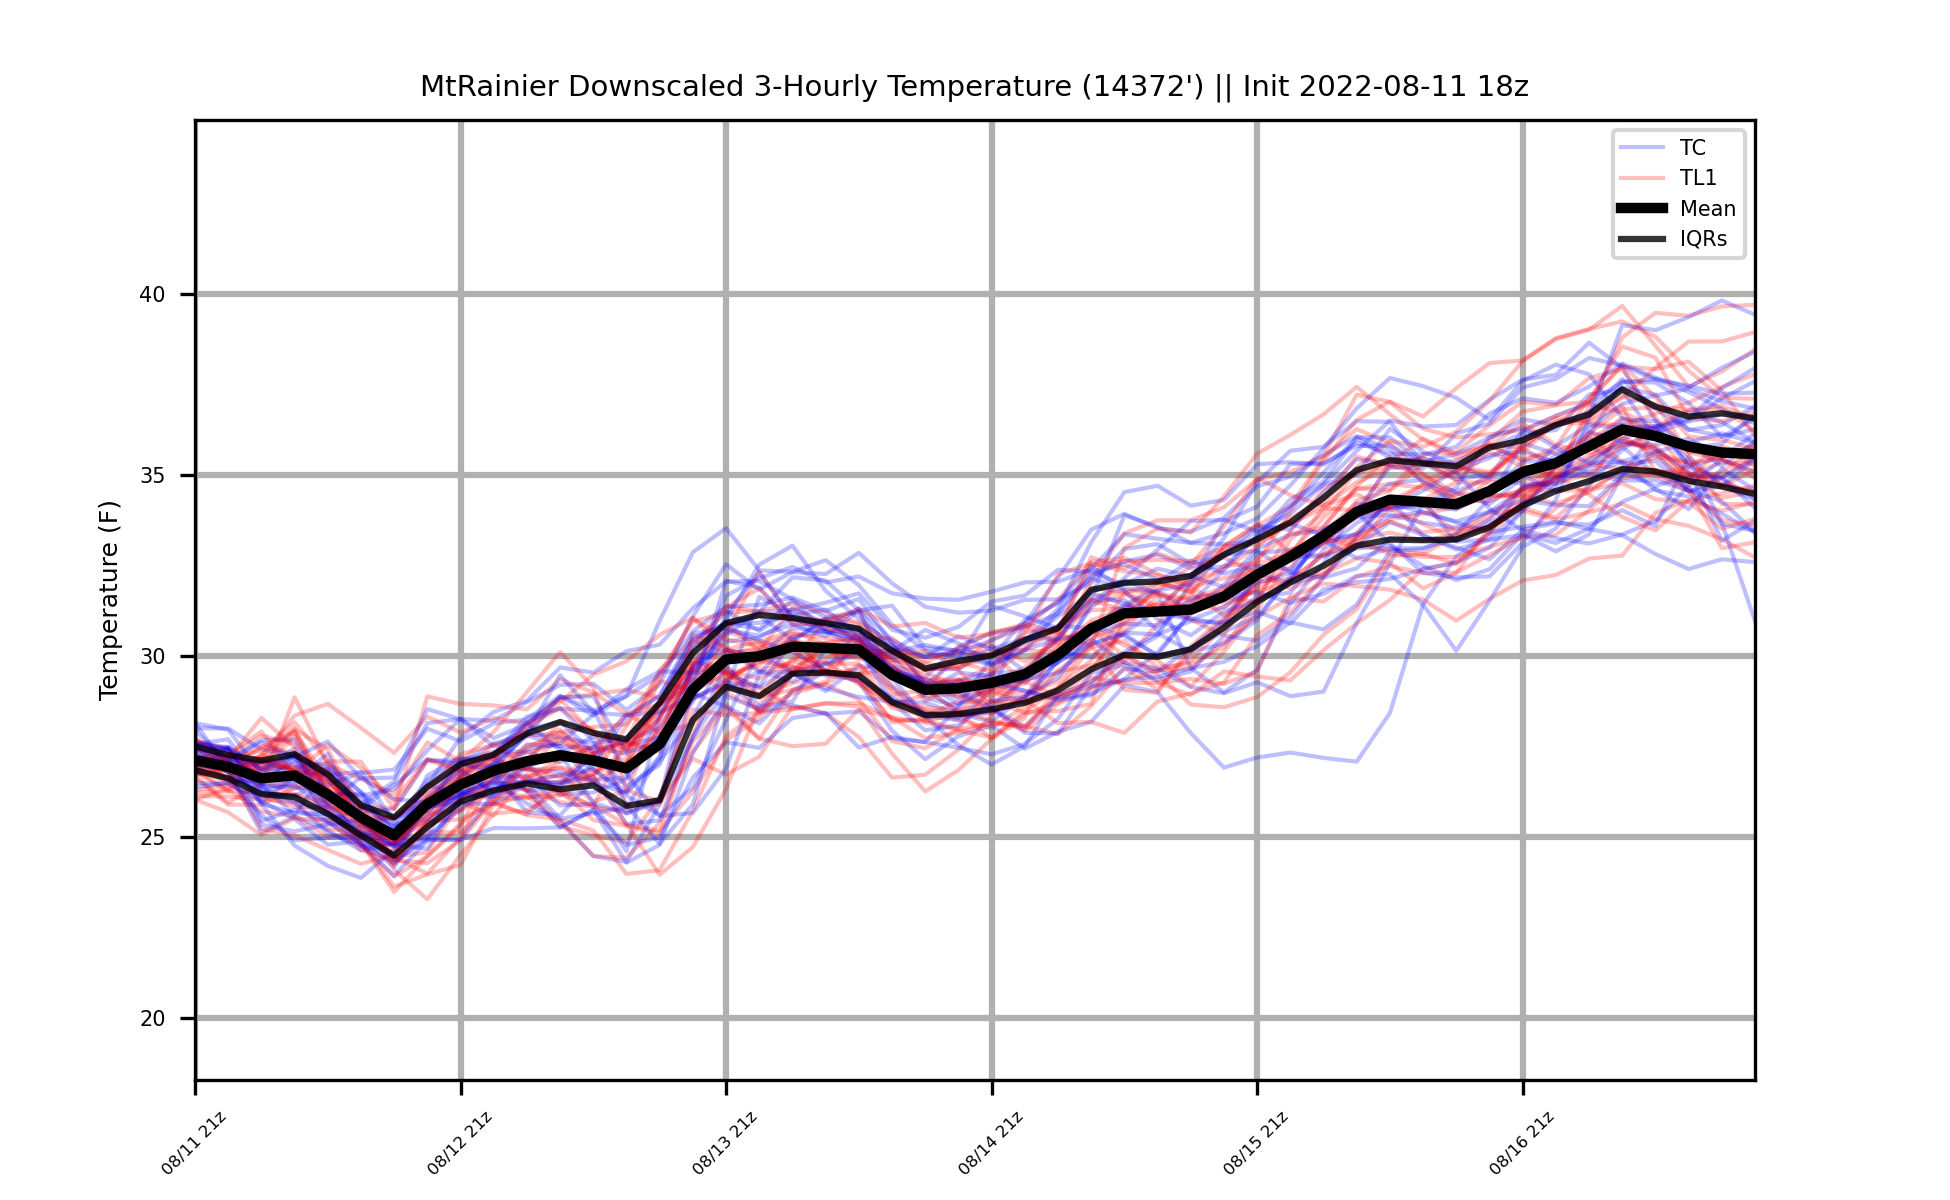 MtRainier Downscaled 3-Hourly Temperature (14372') || Init 2022-08-11 18z
TC
TL1
Mean
IQRs
Temperature (F)
40
35
30
25
20
08/11 21z
08/12 21z
08/13 21z
08/14 21z
08/15 21z
08/16 21z